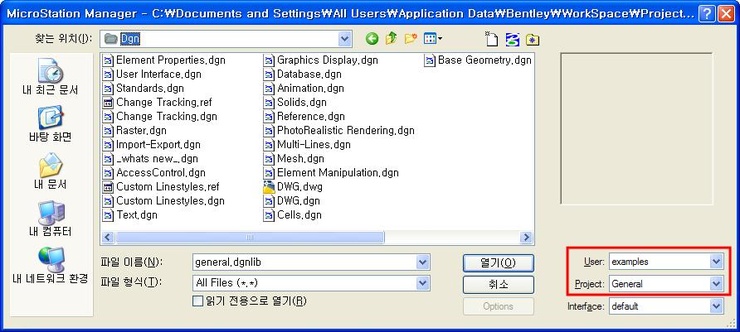 MicroStation Manager - C:₩Documents and Settings₩All Users₩Application Data₩Bentley₩WorkSpace₩Project...
찾는 위치(I): Dgn
내 최근 문서
바탕 화면
내 문서
내 컴퓨터
내 네트워크 환경
Element Properties.dgn
User Interface.dgn
Standards.dgn
Change Tracking.ref
Change Tracking.dgn
Raster.dgn
Import-Export.dgn
_whats new_.dgn
AccessControl.dgn
Custom Linestyles.ref
Custom Linestyles.dgn
Text.dgn
Graphics Display.dgn
Database.dgn
Animation.dgn
Solids.dgn
Reference.dgn
PhotoRealistic Rendering.dgn
Multi-Lines.dgn
Mesh.dgn
Element Manipulation.dgn
DWG.dwg
DWG.dgn
Cells.dgn
Base Geometry.dgn
파일 이름(N): general.dgnlib 열기(O)
파일 형식(T): All Files (*.*) 취소
읽기 전용으로 열기(R) Options
User: examples
Project: General
Interface: default